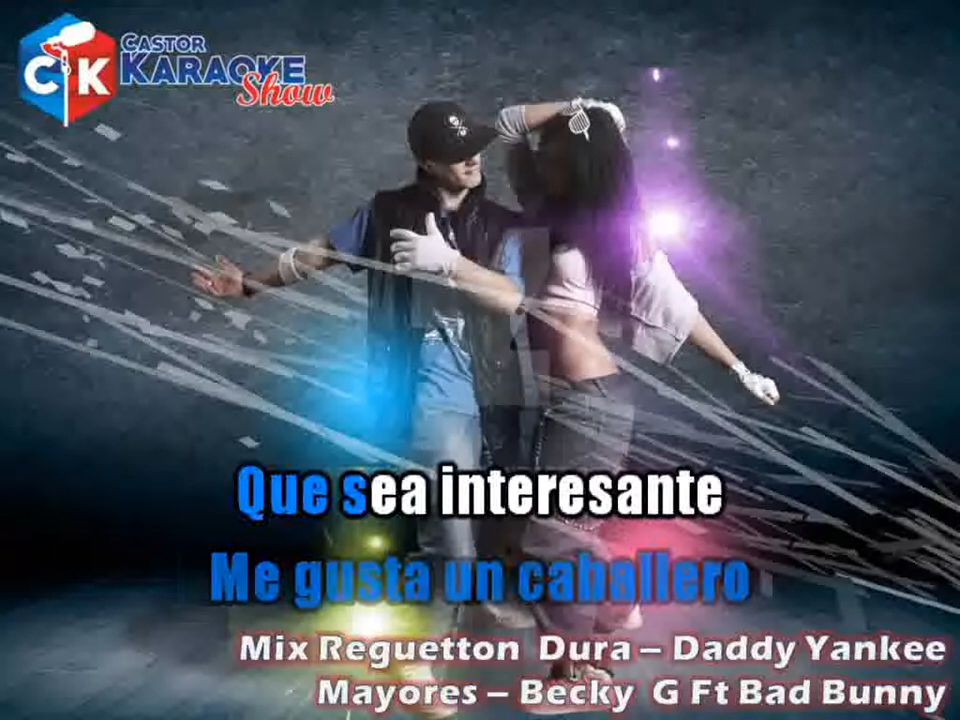 CK
CASTOR
KARAOKE
Show
Que sea interesante
Me gusta un caballero
Mix Reguetton Dura – Daddy Yankee
Mayores – Becky G Ft Bad Bunny